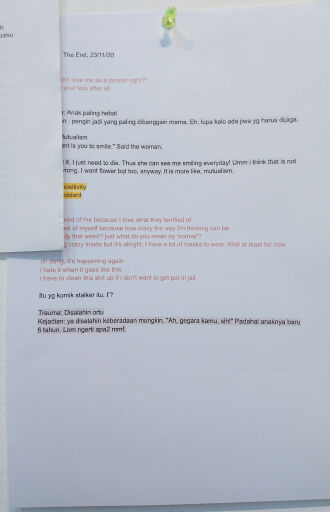 h
palsu
The End, 23/11/20
love me as a person right?"
your fool after all.
: Anak paling hebat
: pengin jadi yang paling dibanggain mama. Eh, lupa kalo ada jiwa yg harus dijaga.
Mutualism
is you to smile." Said the woman.
it. I just need to die. Thus she can see me smiling everyday! Umm i think that is not
rong. I want flower bqt too, anyway. It is more like, mutualism.
positivity
oidant
red of me because I love what they terrified of
of myself because how crazy the way I'm thinking can be
lly that weird? just what do you mean by 'normal'?
g crazy inside but it's alright, I have a lot of masks to wear. Well at least for now
oh dang, it's happening again
i hate it when it goes like this
i have to clean this shit up if i don't want to get put in jail
Itu yg komik stalker itu, f?
Trauma: Disalahin ortu
Kejadian: ya disalahin keberadaan mungkin. "Ah, gegara kamu, sih!" Padahal anaknya baru
6 tahun. Lom ngerti apa2 mmf.